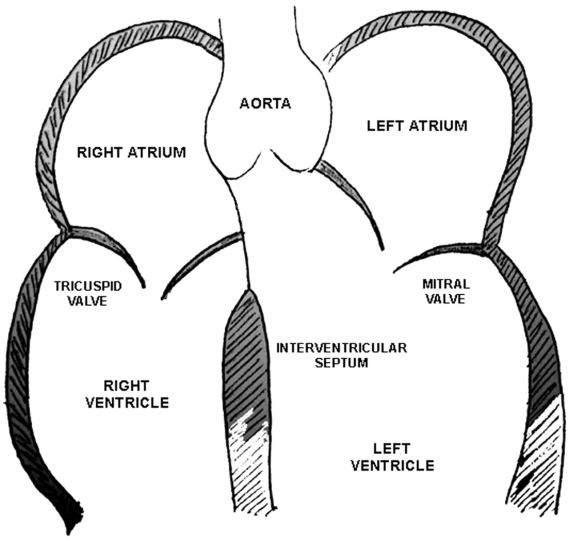 AORTA
RIGHT ATRIUM
LEFT ATRIUM
TRICUSPID
VALVE
MITRAL
VALVE
INTERVENTRICULAR
SEPTUM
RIGHT
VENTRICLE
LEFT
VENTRICLE